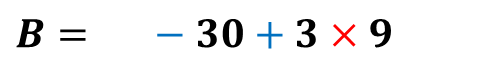 B = − 30 + 3 × 9